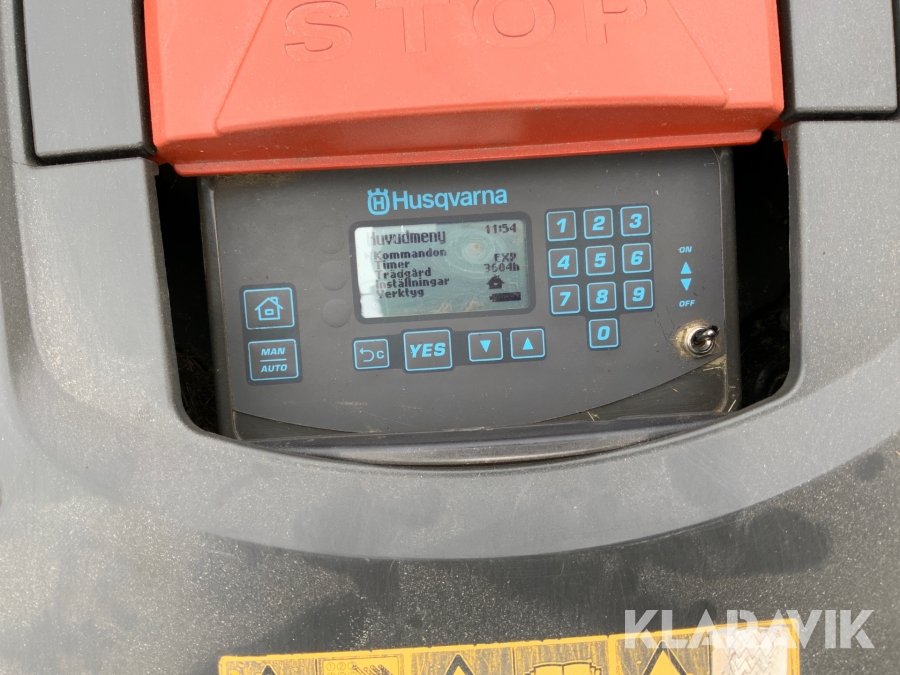 STOP
Husqvarna
Huvudmeny 11:54
Kommandon
Timer EXP
Trädgård 3604h
Inställningar
Verktyg
1 2 3
4 5 6
7 8 9
0
ON
OFF
MAN
AUTO
C
YES
KLARAVIK